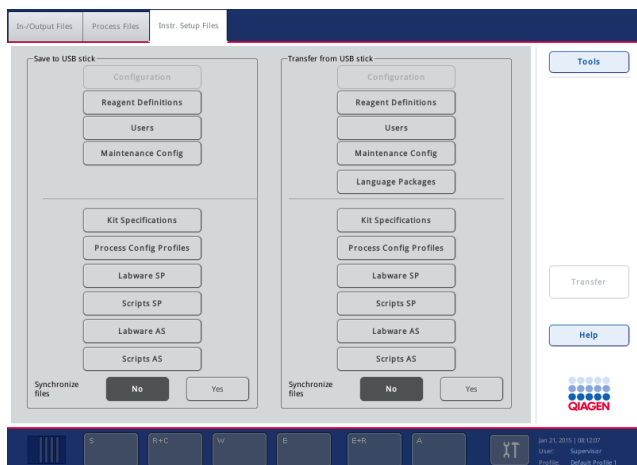 In-/Output Files
Process Files
Instr. Setup Files
Save to USB stick
Configuration
Reagent Definitions
Users
Maintenance Config
Kit Specifications
Process Config Profiles
Labware SP
Scripts SP
Labware AS
Scripts AS
Synchronize
files
No
Yes
Transfer from USB stick
Configuration
Reagent Definitions
Users
Maintenance Config
Language Packages
Kit Specifications
Process Config Profiles
Labware SP
Scripts SP
Labware AS
Scripts AS
Synchronize
files
No
Yes
Tools
Transfer
Help
QIAGEN
S
R+C
W
E
E+R
A
Jan 21, 2015 | 08:12:07
User: Supervisor
Profile: Default Profile 1